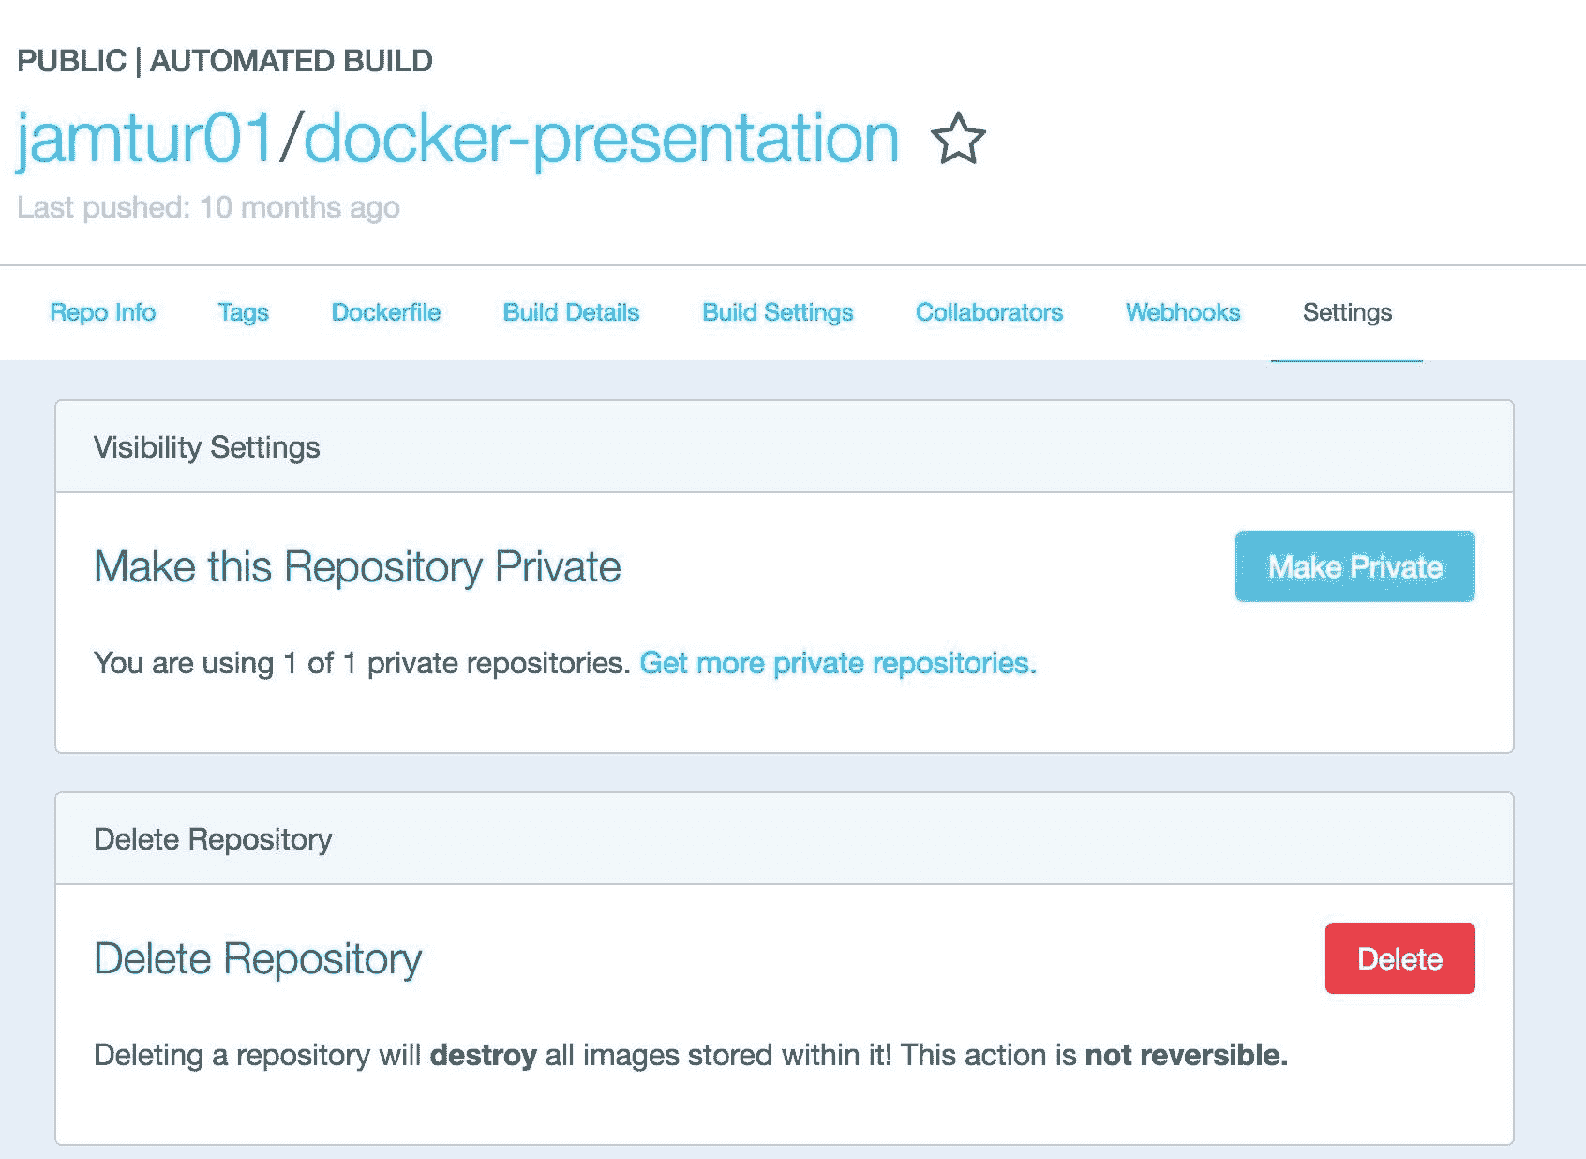 PUBLIC | AUTOMATED BUILD
jamtur01/docker-presentation
Last pushed: 10 months ago
Repo Info Tags Dockerfile Build Details Build Settings Collaborators Webhooks Settings
Visibility Settings
Make this Repository Private Make Private
You are using 1 of 1 private repositories. Get more private repositories.
Delete Repository
Delete Repository Delete
Deleting a repository will destroy all images stored within it! This action is not reversible.